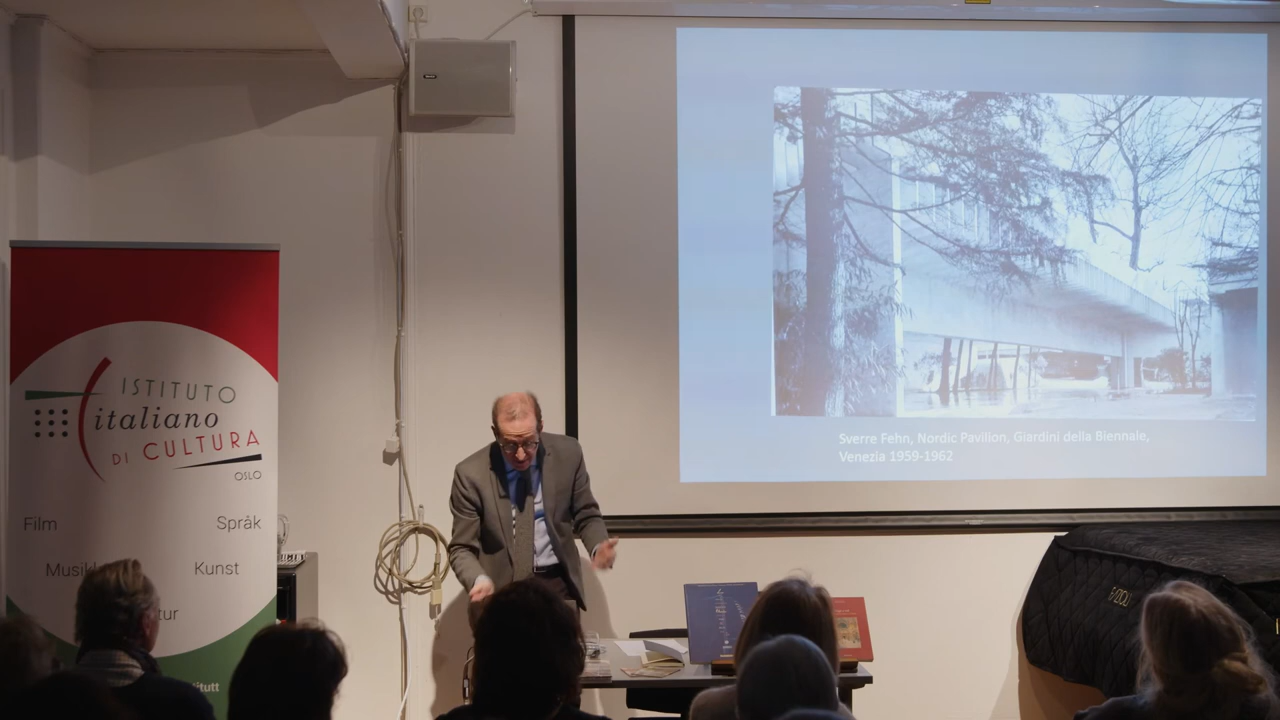 ISTITUTO
italiano
DI CULTURA
OSLO
Film
Språk
Kunst
Sverre Fehn, Nordic Pavilion, Giardini della Biennale,
Venezia 1959-1962